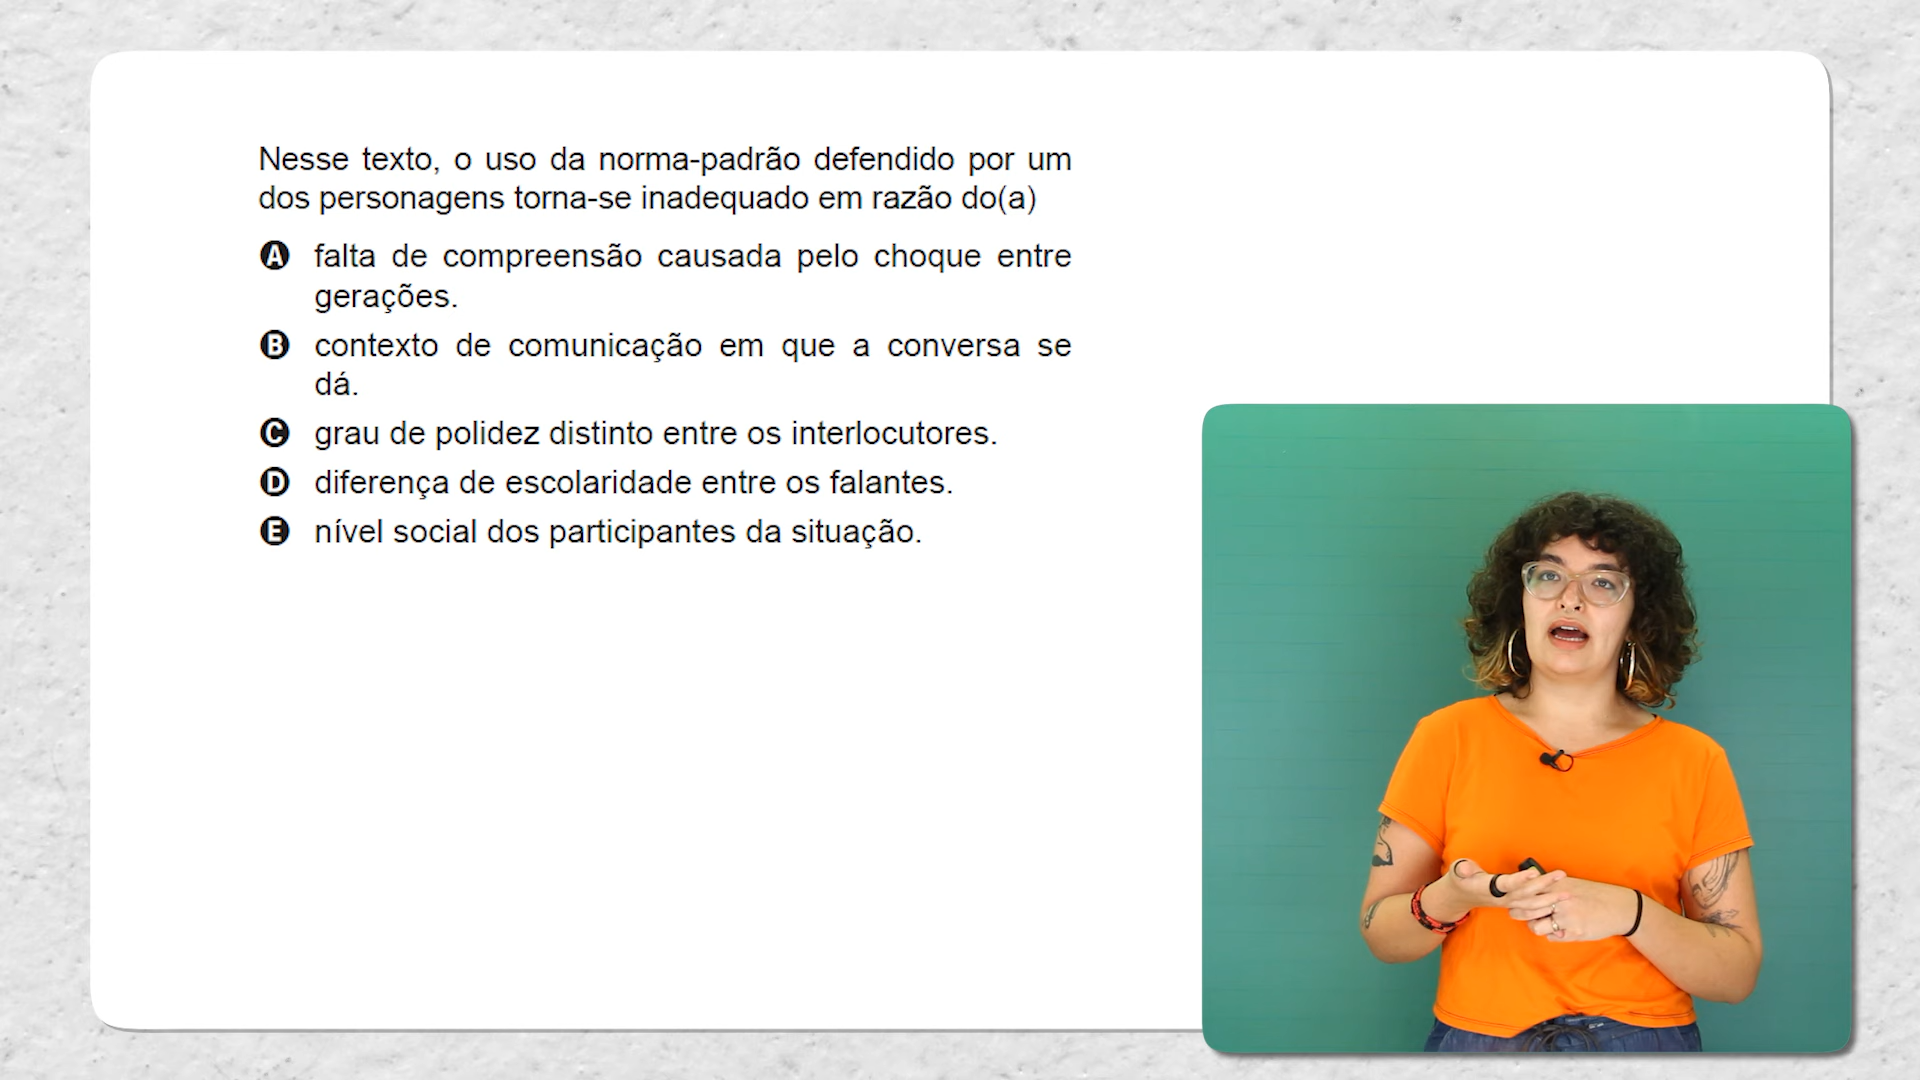 Nesse texto, o uso da norma-padrão defendido por um
dos personagens torna-se inadequado em razão do(a)
A falta de compreensão causada pelo choque entre
gerações.
B contexto de comunicação em que a conversa se
dá.
C grau de polidez distinto entre os interlocutores.
D diferença de escolaridade entre os falantes.
E nível social dos participantes da situação.